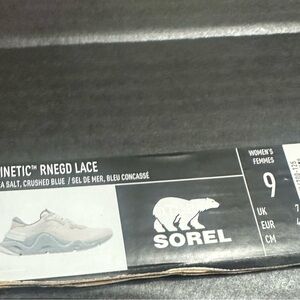 INETIC™ RNEGD LACE
A SALT, CRUSHED BLUE / SEL DE MER, BLEU CONCASSÉ
SOREL
WOMEN'S
FEMMES
9
UK
EUR
CM